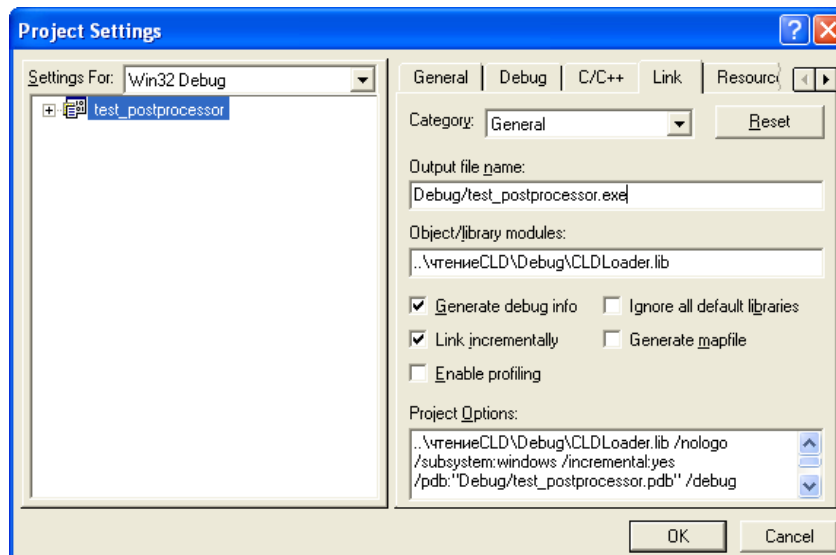 Project Settings
Settings For: Win32 Debug
test_postprocessor
General Debug C/C++ Link
Category: General Reset
Output file name:
Debug/test_postprocessor.exe
Object/library modules:
..\чтениеCLD\Debug\CLDLoader.lib
Generate debug info Ignore all default libraries
Link incrementally Generate mapfile
Enable profiling
Project Options:
..\чтениеCLD\Debug\CLDLoader.lib /nologo
/subsystem:windows /incremental:yes
/pdb:"Debug/test_postprocessor.pdb" /debug
OK Cancel